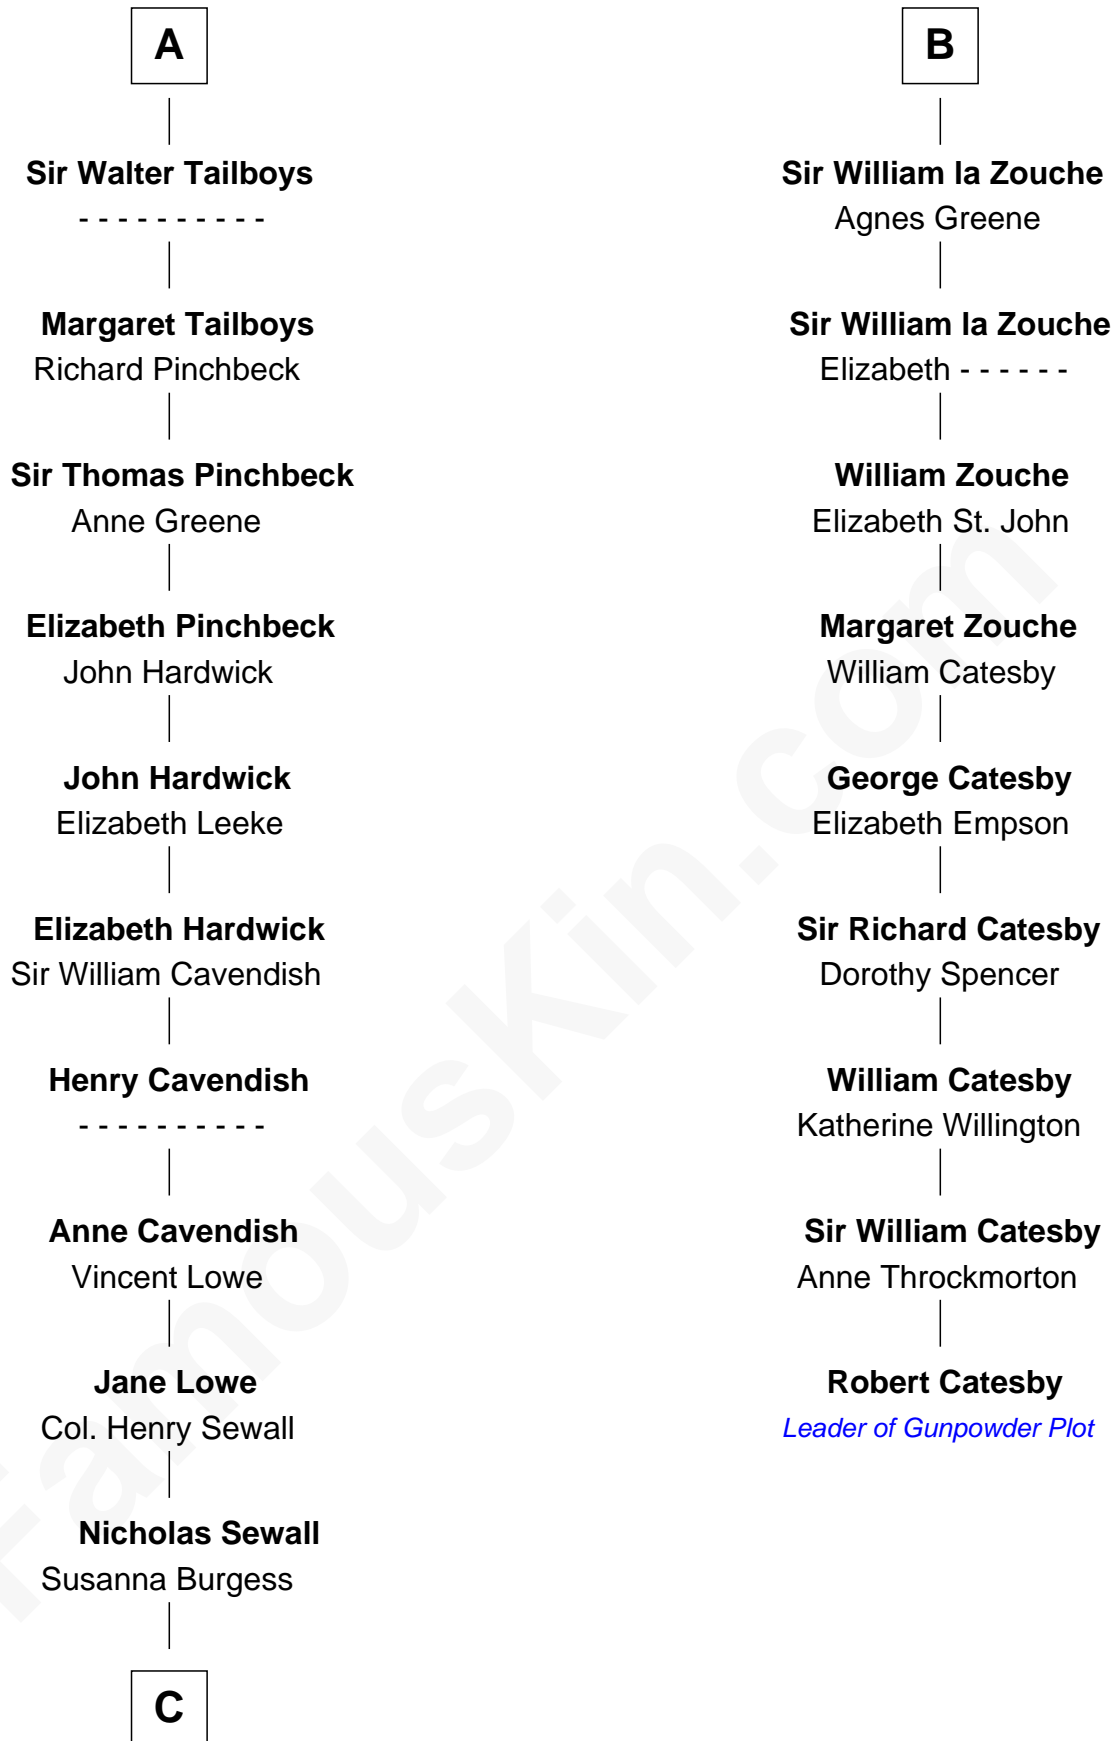 A
Sir Walter Tailboys
- - - - - - - - - -
Margaret Tailboys
Richard Pinchbeck
Sir Thomas Pinchbeck
Anne Greene
Elizabeth Pinchbeck
John Hardwick
John Hardwick
Elizabeth Leeke
Elizabeth Hardwick
Sir William Cavendish
Henry Cavendish
- - - - - - - - - -
Anne Cavendish
Vincent Lowe
Jane Lowe
Col. Henry Sewall
Nicholas Sewall
Susanna Burgess
C
B
Sir William la Zouche
Agnes Greene
Sir William la Zouche
Elizabeth - - - - - -
William Zouche
Elizabeth St. John
Margaret Zouche
William Catesby
George Catesby
Elizabeth Empson
Sir Richard Catesby
Dorothy Spencer
William Catesby
Katherine Willington
Sir William Catesby
Anne Throckmorton
Robert Catesby
Leader of Gunpowder Plot
FamousKin.com